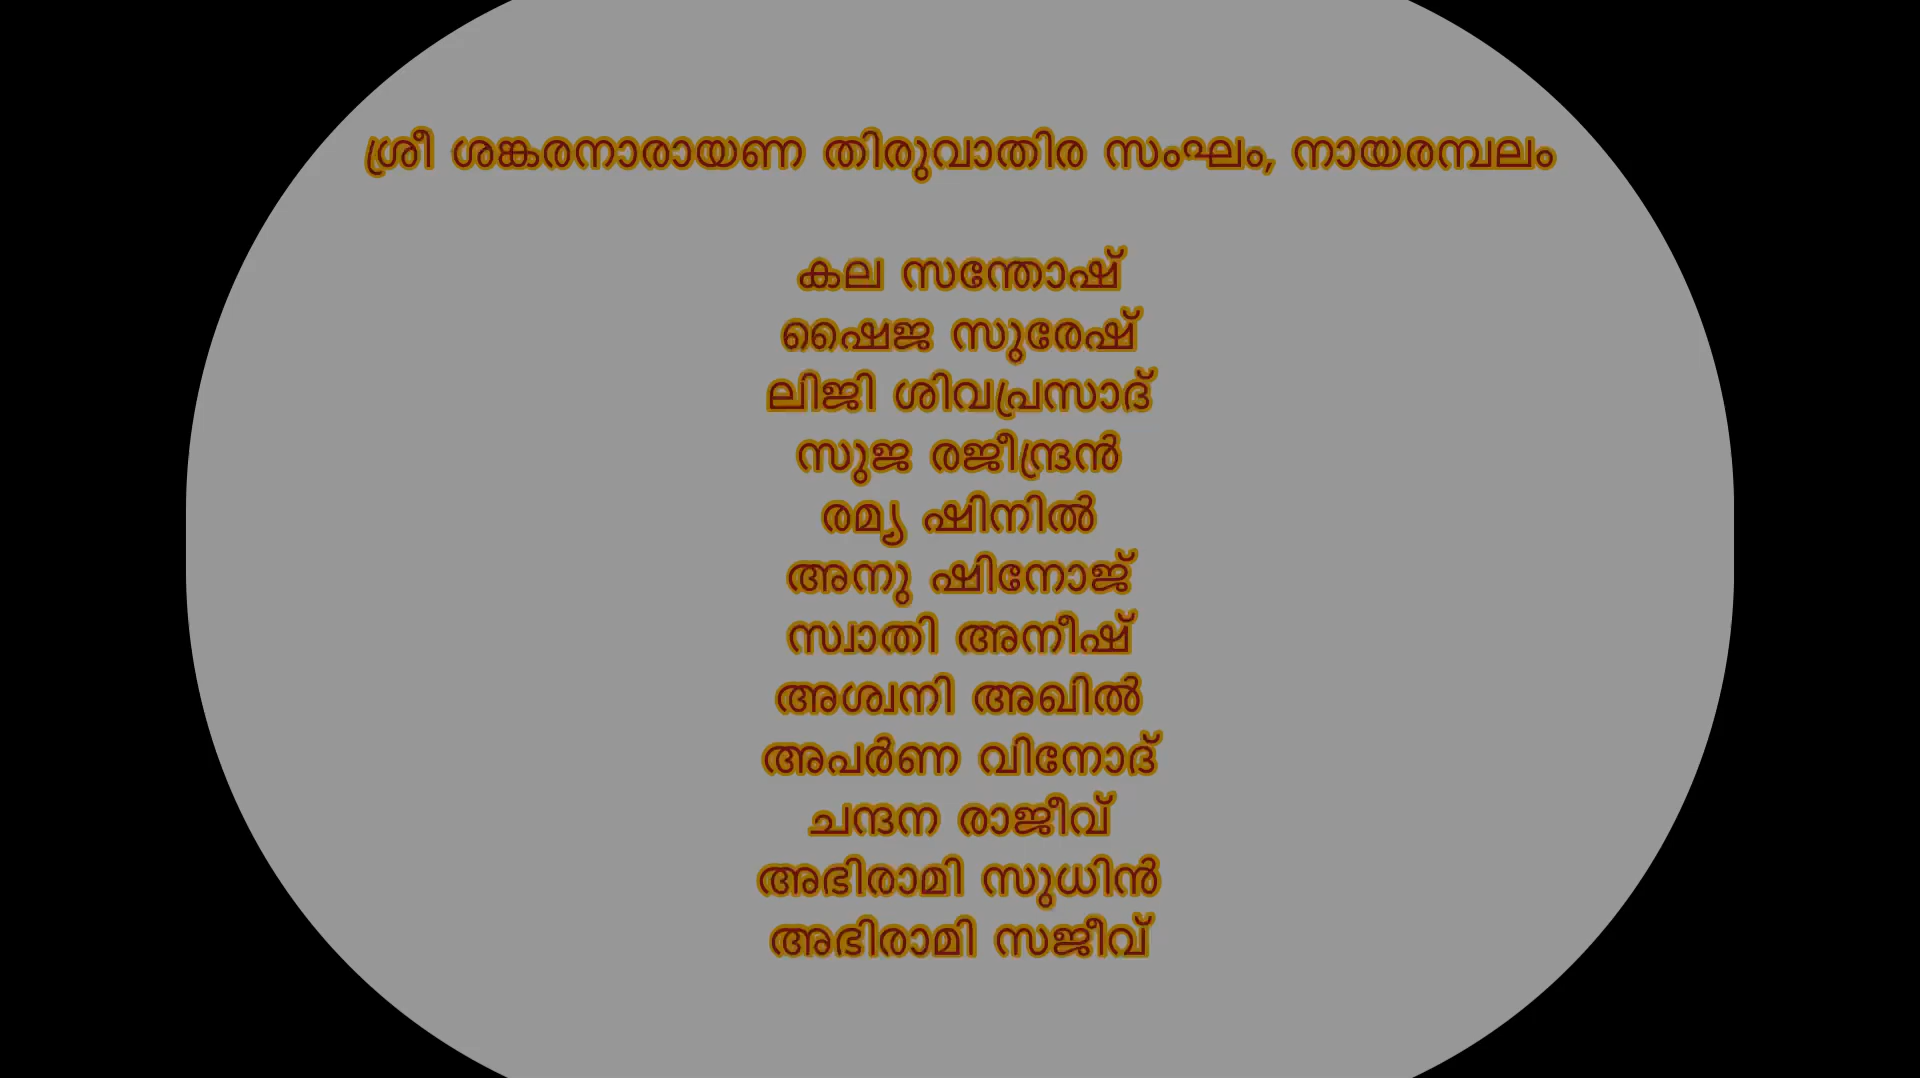 ശ്രീ ശങ്കരനാരായണ തിരുവാതിര സംഘം, നായരമ്പലം
കല സന്തോഷ്
ഷൈജ സുരേഷ്
ലിജി ശിവപ്രസാദ്
സുജ രജീന്ദ്രൻ
രമ്യ ഷിനിൽ
അനു ഷിനോജ്
സ്വാതി അനീഷ്
അശ്വനി അഖിൽ
അപർണ വിനോദ്
ചന്ദന രാജീവ്
അഭിരാമി സുധിൻ
അഭിരാമി സജീവ്